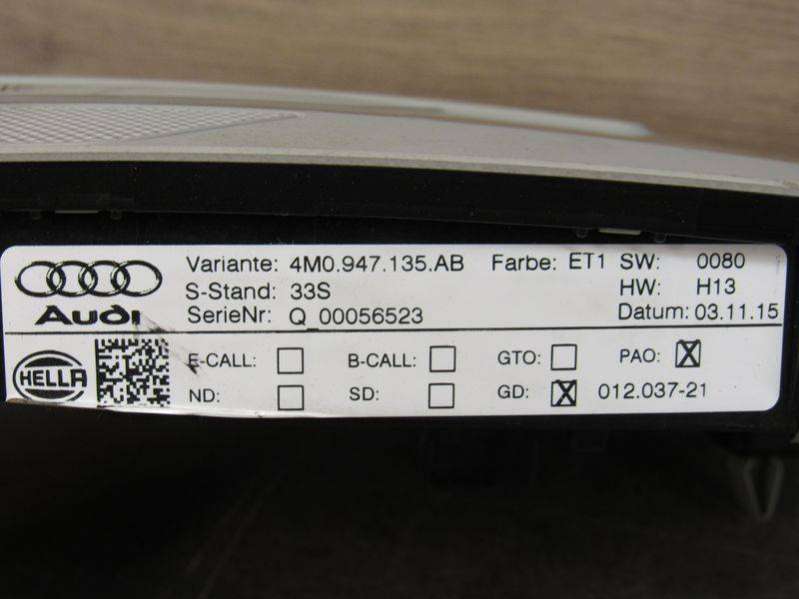 Variante: 4M0.947.135.AB Farbe: ET1 SW: 0080
S-Stand: 33S HW: H13
Audi SerieNr: Q_00056523 Datum: 03.11.15
HELLA E-CALL: B-CALL: GTO: PAO: X
ND: SD: GD: X 012.037-21